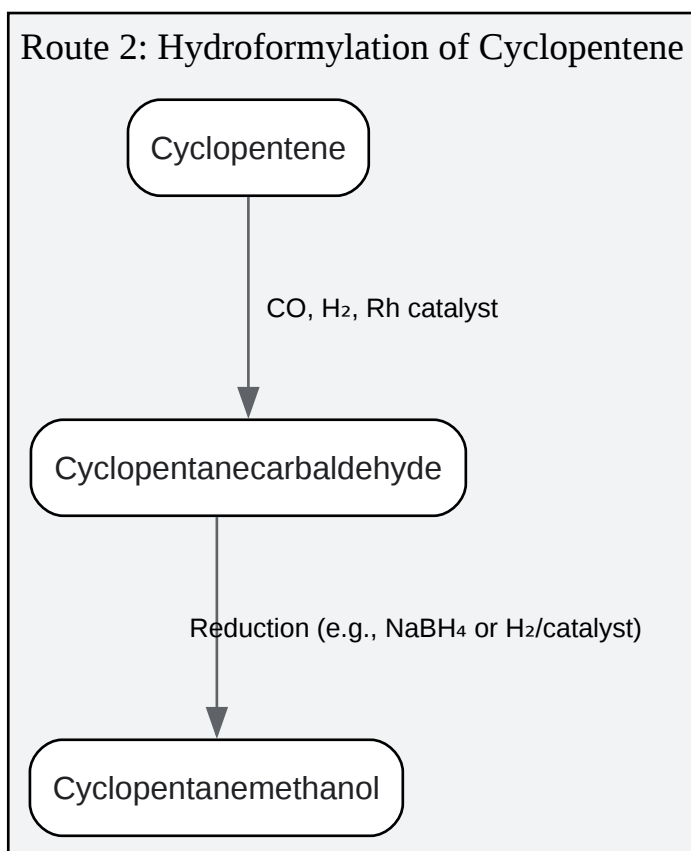 Route 2: Hydroformylation of Cyclopentene
Cyclopentene
CO, H₂, Rh catalyst
Cyclopentanecarbaldehyde
Reduction (e.g., NaBH₄ or H₂/catalyst)
Cyclopentanemethanol